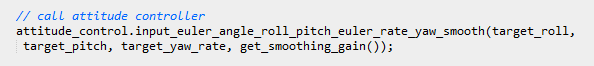 // call attitude controller
attitude_control.input_euler_angle_roll_pitch_euler_rate_yaw_smooth(target_roll,
target_pitch, target_yaw_rate, get_smoothing_gain());